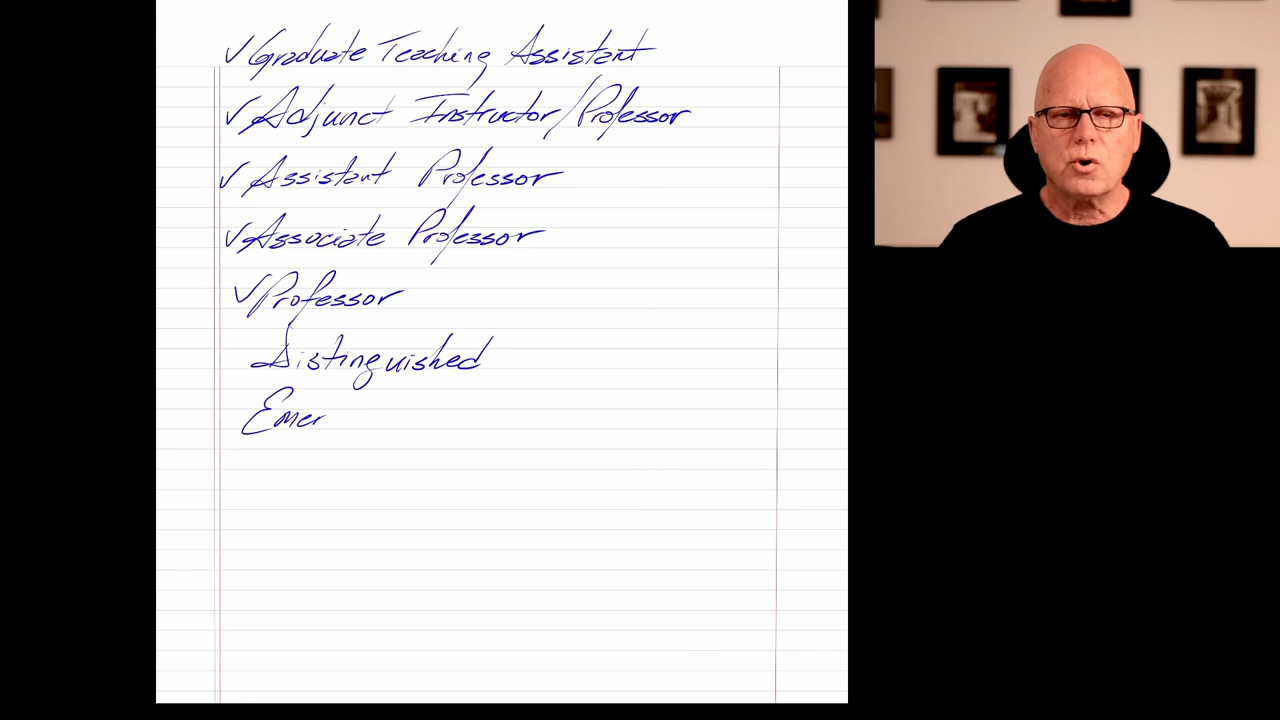 ✓Graduate Teaching Assistant
✓Adjunct Instructor/Professor
✓Assistant Professor
✓Associate Professor
✓Professor
Distinguished
Emer